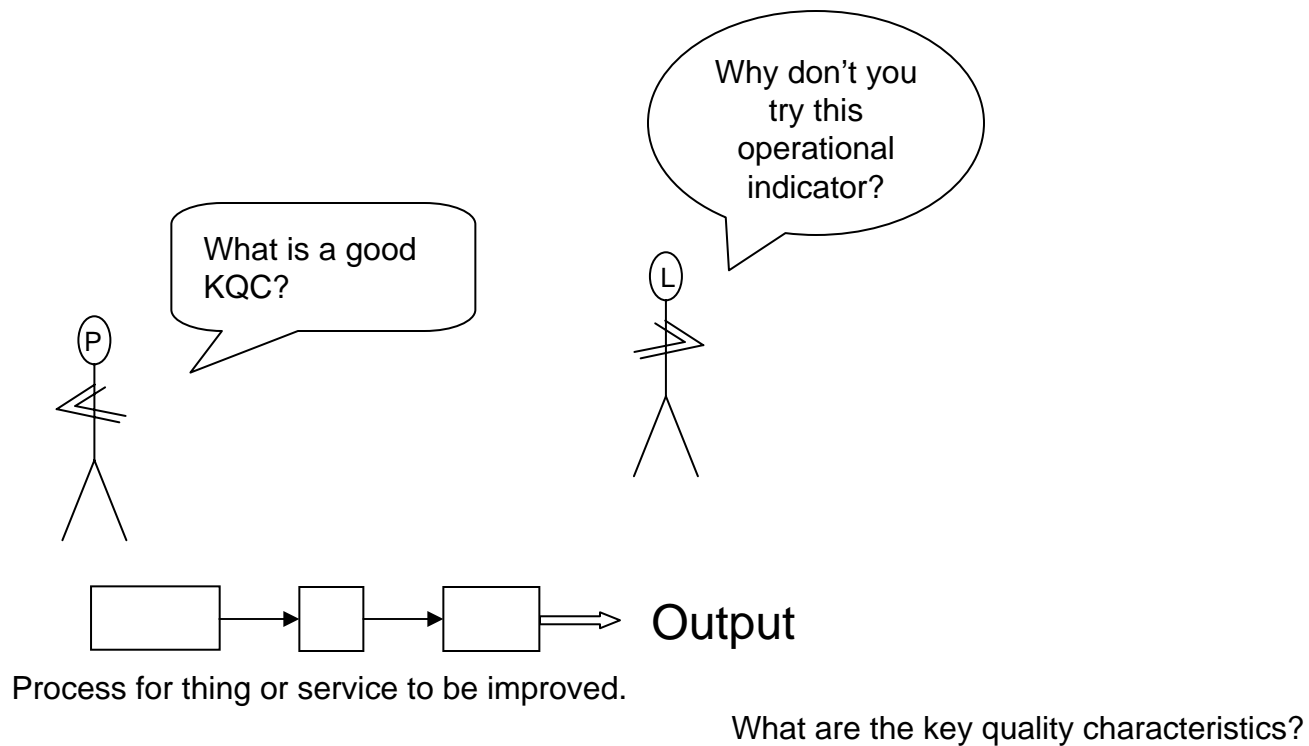 Why don’t you
try this
operational
indicator?
What is a good
KQC?
L
P
Output
Process for thing or service to be improved.
What are the key quality characteristics?